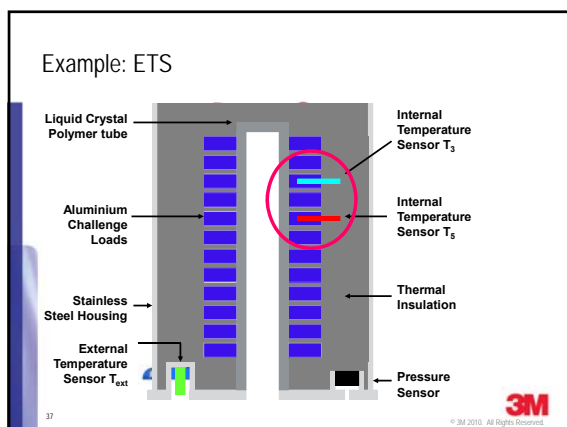 Example: ETS
Liquid Crystal
Polymer tube
Aluminium
Challenge
Loads
Stainless
Steel Housing
External
Temperature
Sensor Text
Internal
Temperature
Sensor T3
Internal
Temperature
Sensor T5
Thermal
Insulation
Pressure
Sensor
37
3M
© 3M 2010. All Rights Reserved.